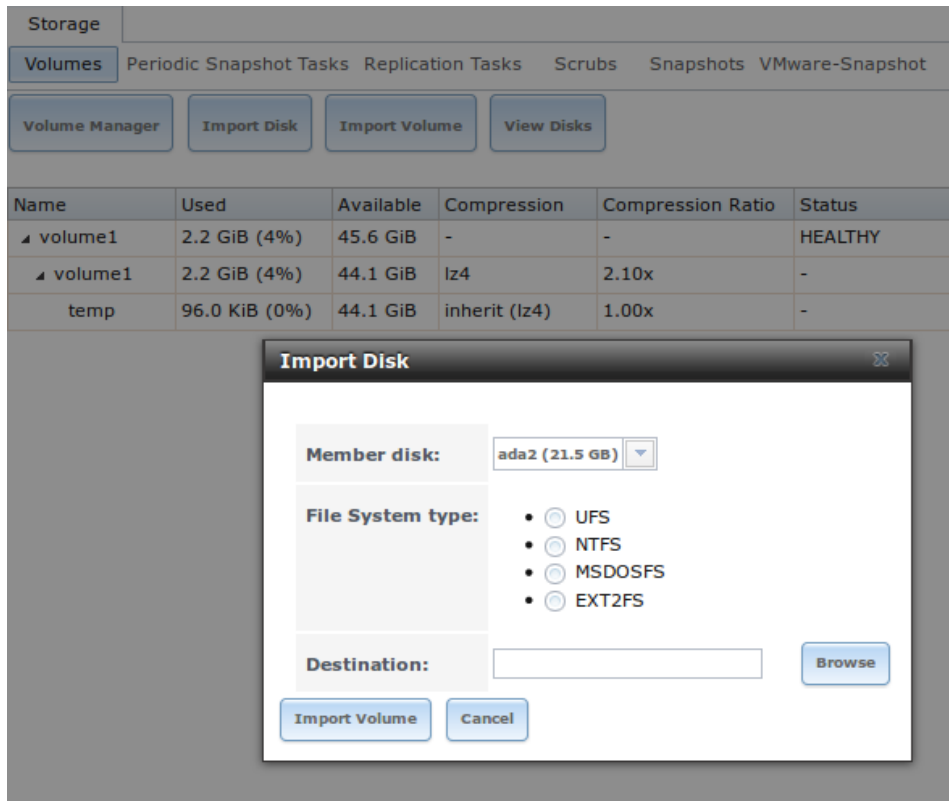 Storage
Volumes Periodic Snapshot Tasks Replication Tasks Scrubs Snapshots VMware-Snapshot
Volume Manager Import Disk Import Volume View Disks
Name Used Available Compression Compression Ratio Status
volume1 2.2 GiB (4%) 45.6 GiB - - HEALTHY
volume1 2.2 GiB (4%) 44.1 GiB lz4 2.10x -
temp 96.0 KiB (0%) 44.1 GiB inherit (lz4) 1.00x -
Import Disk
Member disk: ada2 (21.5 GB)
File System type: • UFS
• NTFS
• MSDOSFS
• EXT2FS
Destination: Browse
Import Volume Cancel